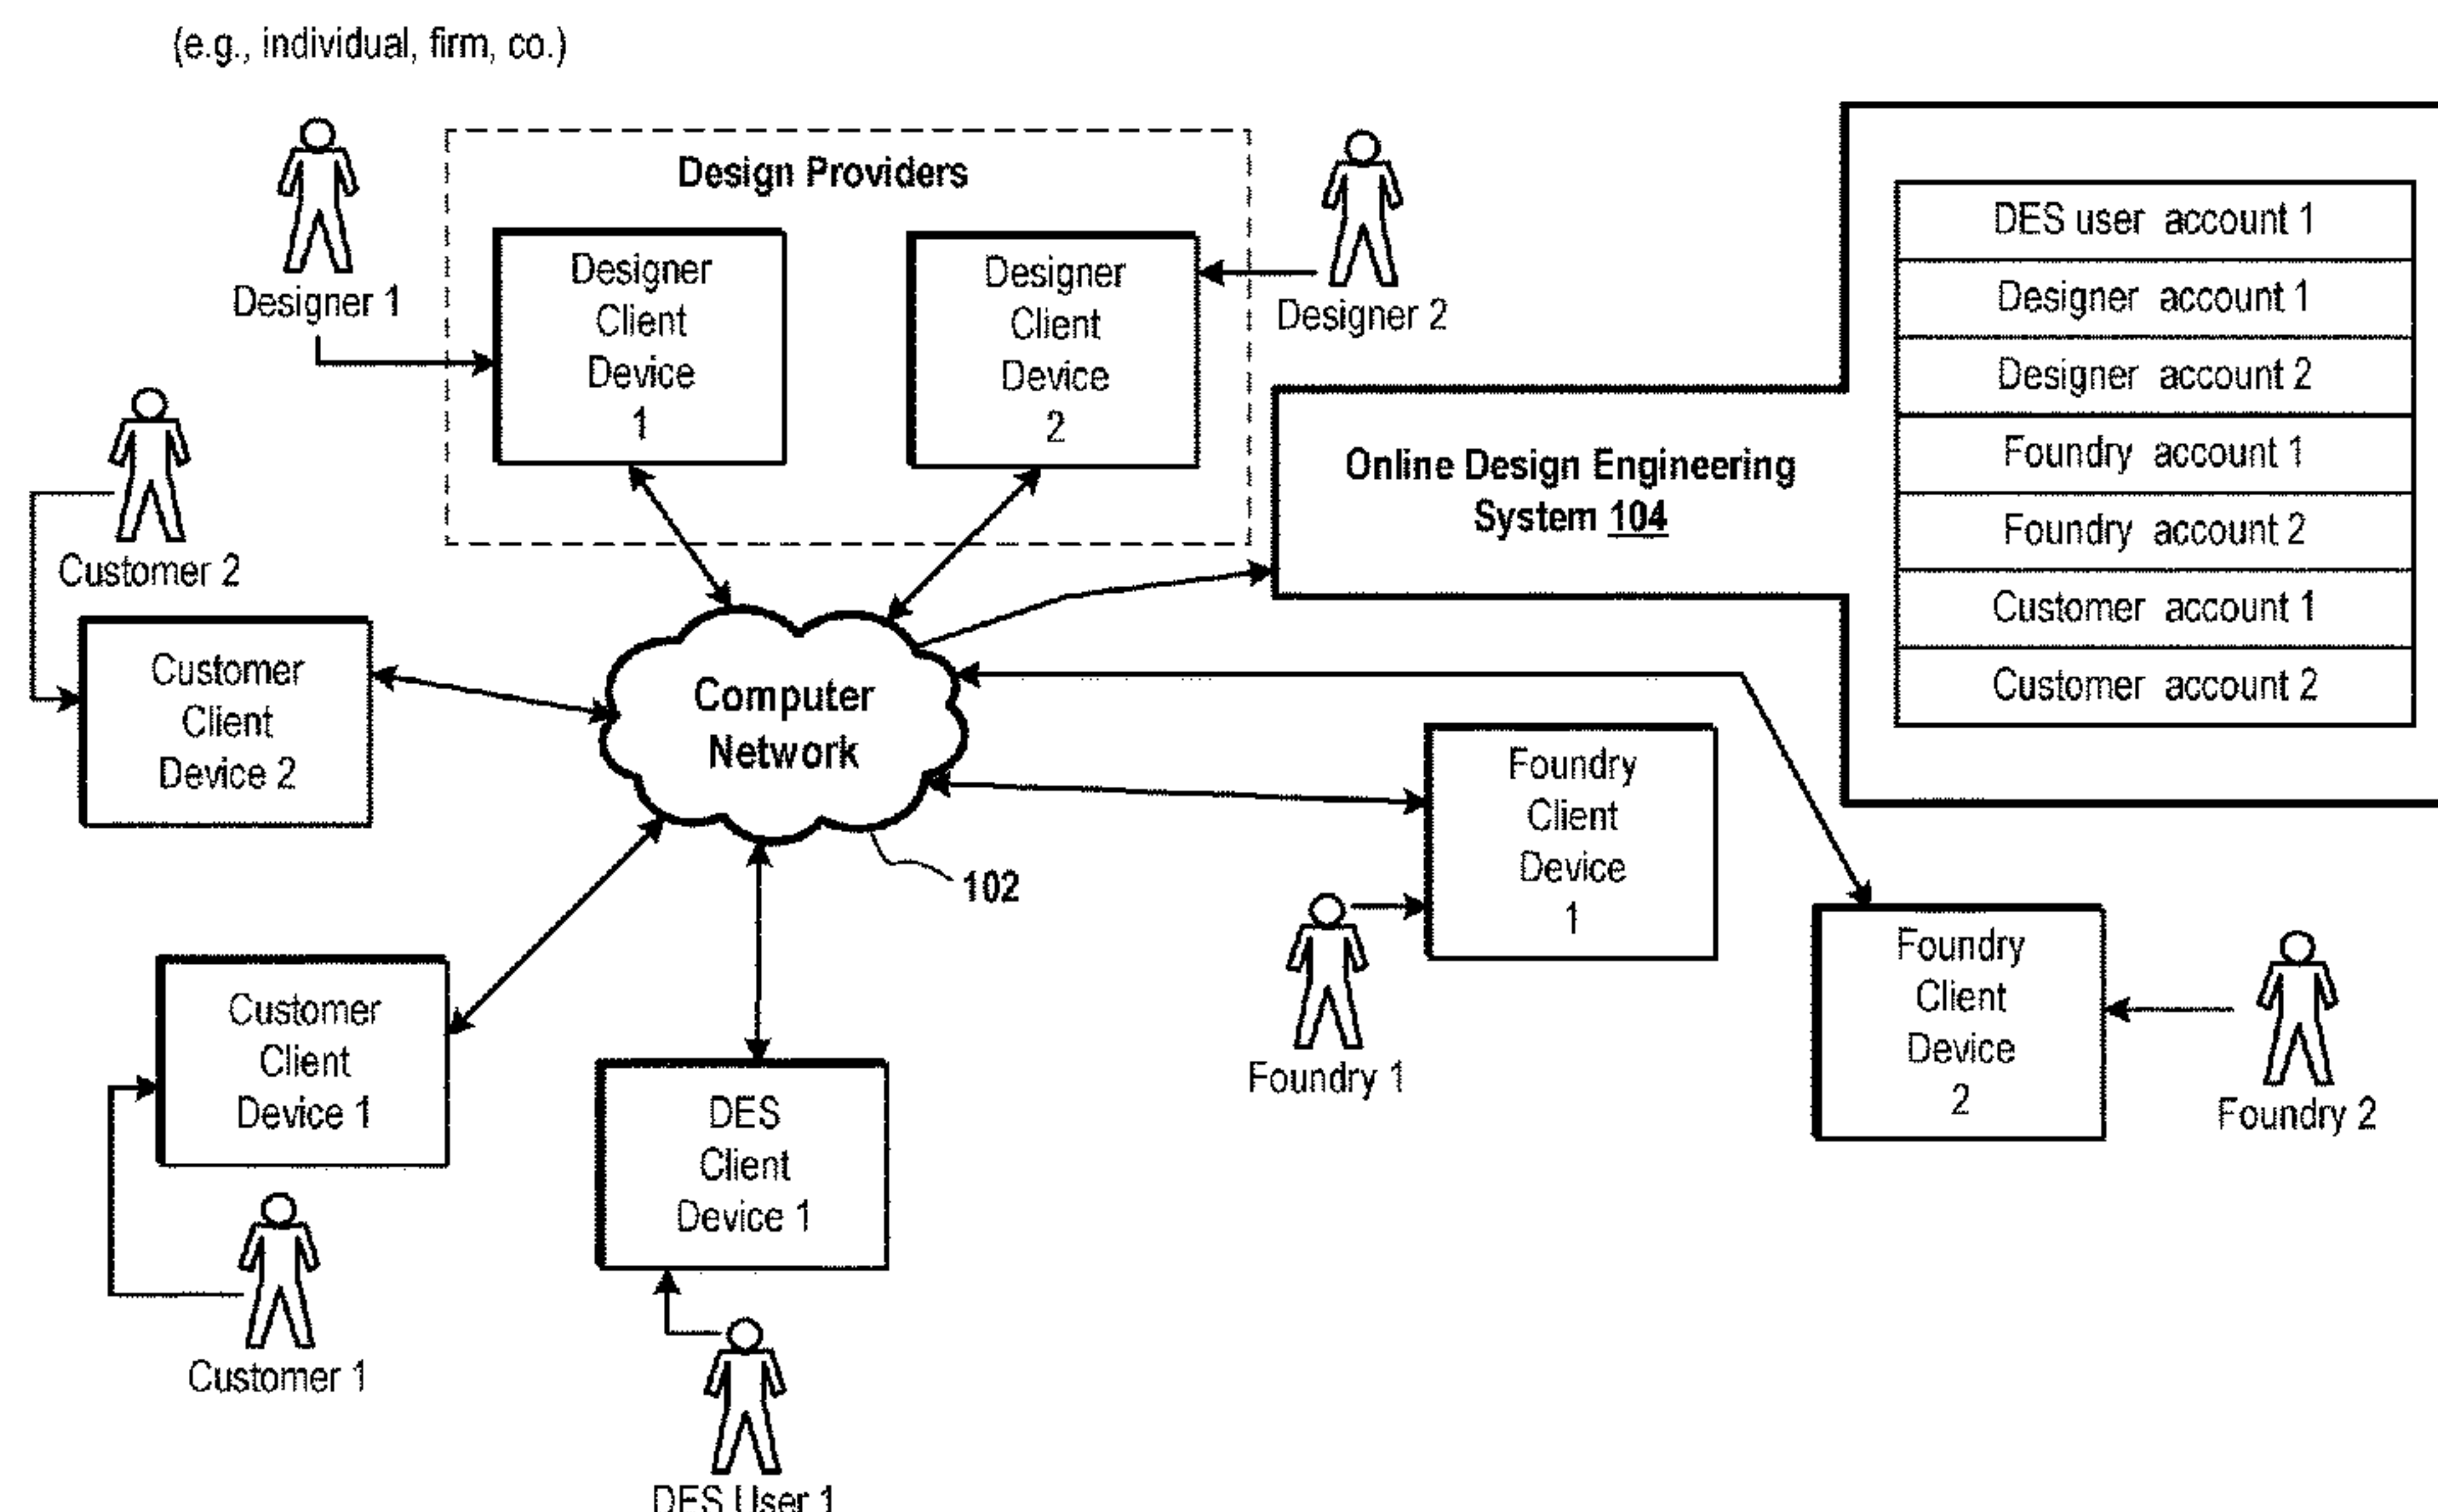 (e.g., individual, firm, co.)
Design Providers
Designer 1
Designer
Client
Device
1
Designer
Client
Device
2
Designer 2
DES user account 1
Designer account 1
Designer account 2
Foundry account 1
Foundry account 2
Customer account 1
Customer account 2
Online Design Engineering
System 104
Customer 2
Customer
Client
Device 2
Computer
Network
102
Foundry
Client
Device
1
Foundry 1
Foundry
Client
Device
2
Foundry 2
Customer
Client
Device 1
Customer 1
DES
Client
Device 1
DES User 1